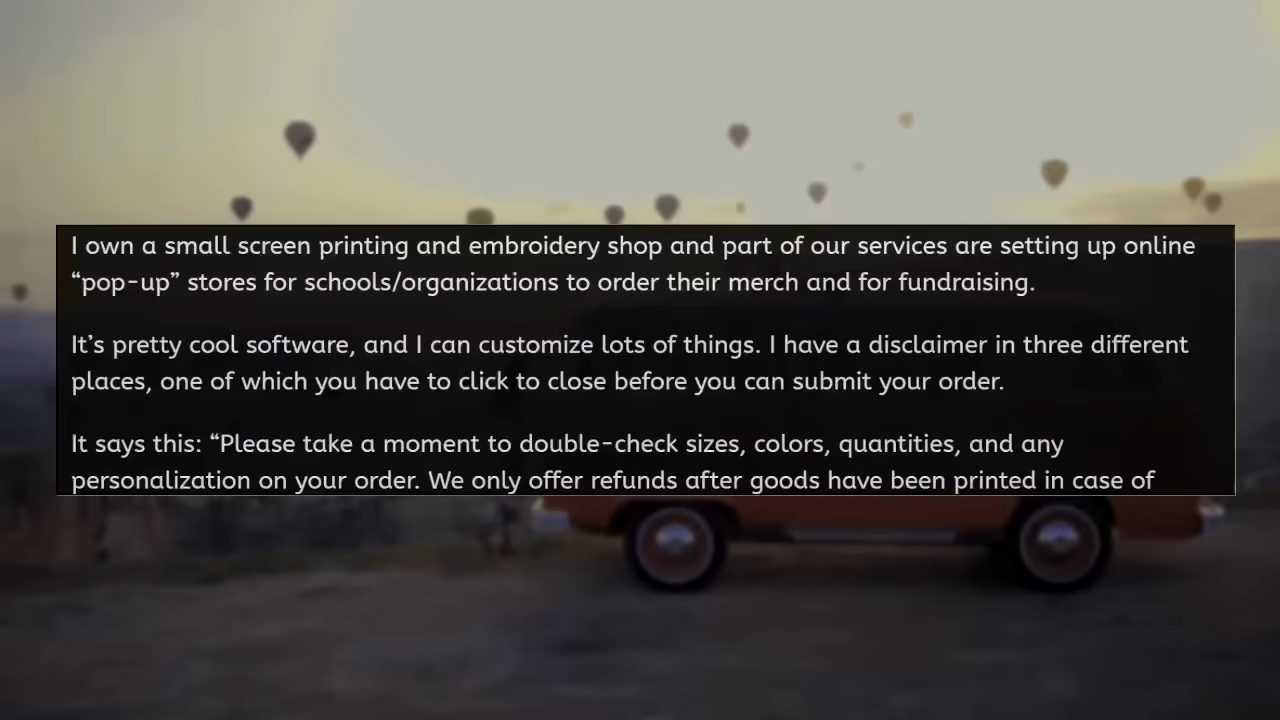 I own a small screen printing and embroidery shop and part of our services are setting up online
“pop-up” stores for schools/organizations to order their merch and for fundraising.
It’s pretty cool software, and I can customize lots of things. I have a disclaimer in three different
places, one of which you have to click to close before you can submit your order.
It says this: “Please take a moment to double-check sizes, colors, quantities, and any
personalization on your order. We only offer refunds after goods have been printed in case of